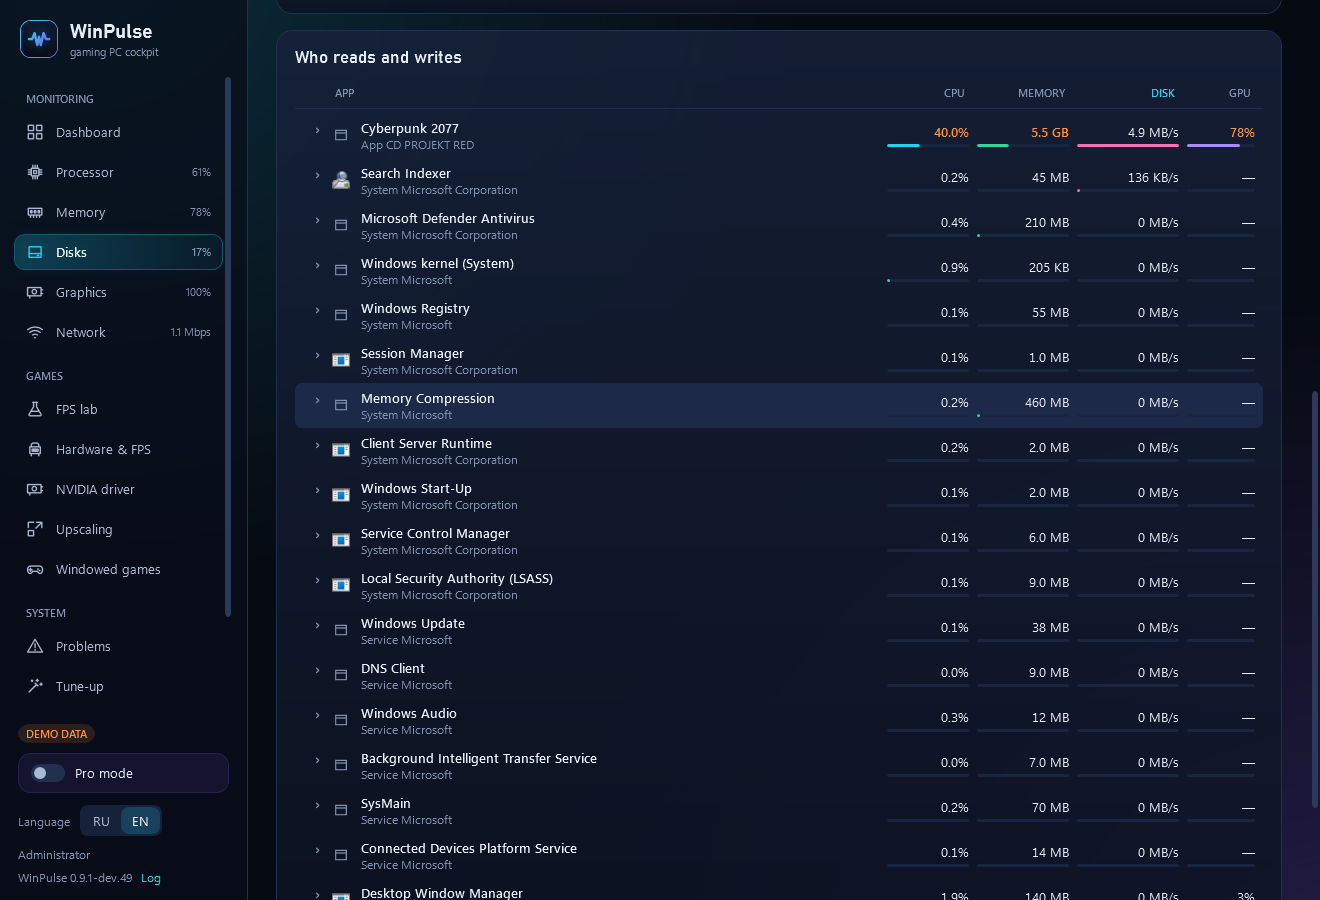 WinPulse
gaming PC cockpit
MONITORING
Dashboard
Processor 61%
Memory 78%
Disks 17%
Graphics 100%
Network 1.1 Mbps
GAMES
FPS lab
Hardware & FPS
NVIDIA driver
Upscaling
Windowed games
SYSTEM
Problems
Tune-up
DEMO DATA
Pro mode
Language RU EN
Administrator
WinPulse 0.9.1-dev.49 Log
Who reads and writes
APP CPU MEMORY DISK GPU
Cyberpunk 2077
App CD PROJEKT RED
40.0% 5.5 GB 4.9 MB/s 78%
Search Indexer
System Microsoft Corporation
0.2% 45 MB 136 KB/s —
Microsoft Defender Antivirus
System Microsoft Corporation
0.4% 210 MB 0 MB/s —
Windows kernel (System)
System Microsoft
0.9% 205 KB 0 MB/s —
Windows Registry
System Microsoft
0.1% 55 MB 0 MB/s —
Session Manager
System Microsoft Corporation
0.1% 1.0 MB 0 MB/s —
Memory Compression
System Microsoft
0.2% 460 MB 0 MB/s —
Client Server Runtime
System Microsoft Corporation
0.2% 2.0 MB 0 MB/s —
Windows Start-Up
System Microsoft Corporation
0.1% 2.0 MB 0 MB/s —
Service Control Manager
System Microsoft Corporation
0.1% 6.0 MB 0 MB/s —
Local Security Authority (LSASS)
System Microsoft Corporation
0.1% 9.0 MB 0 MB/s —
Windows Update
Service Microsoft
0.1% 38 MB 0 MB/s —
DNS Client
Service Microsoft
0.0% 9.0 MB 0 MB/s —
Windows Audio
Service Microsoft
0.3% 12 MB 0 MB/s —
Background Intelligent Transfer Service
Service Microsoft
0.0% 7.0 MB 0 MB/s —
SysMain
Service Microsoft
0.2% 70 MB 0 MB/s —
Connected Devices Platform Service
Service Microsoft
0.1% 14 MB 0 MB/s —
Desktop Window Manager
1.9% 140 MB 0 MB/s 3%